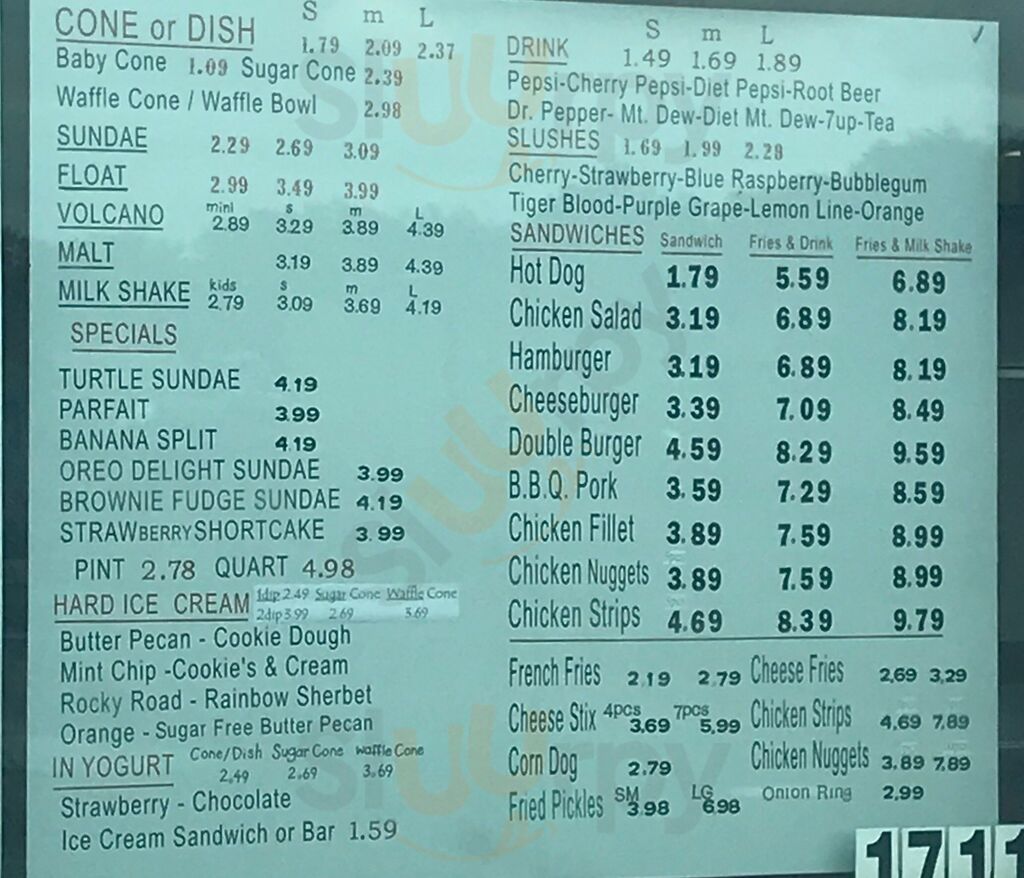 CONE or DISH S m L
1.79 2.09 2.37
Baby Cone 1.09 Sugar Cone 2.39
Waffle Cone / Waffle Bowl 2.98
SUNDAE 2.29 2.69 3.09
FLOAT 2.99 3.49 3.99
VOLCANO mini 2.89 s 3.29 m 3.89 L 4.39
MALT 3.19 3.89 4.39
MILK SHAKE kids 2.79 s 3.09 m 3.69 L 4.19
SPECIALS
TURTLE SUNDAE 4.19
PARFAIT 3.99
BANANA SPLIT 4.19
OREO DELIGHT SUNDAE 3.99
BROWNIE FUDGE SUNDAE 4.19
STRAWBERRY SHORTCAKE 3.99
PINT 2.78 QUART 4.98
HARD ICE CREAM 1dip 2.49 Sugar Cone Waffle Cone
2dip 3.99 2.69 3.69
Butter Pecan - Cookie Dough
Mint Chip -Cookie's & Cream
Rocky Road - Rainbow Sherbet
Orange - Sugar Free Butter Pecan
IN YOGURT Cone/Dish Sugar Cone Waffle Cone
2.49 2.69 3.69
Strawberry - Chocolate
Ice Cream Sandwich or Bar 1.59
S m L
DRINK 1.49 1.69 1.89
Pepsi-Cherry Pepsi-Diet Pepsi-Root Beer
Dr. Pepper- Mt. Dew-Diet Mt. Dew-7up-Tea
SLUSHES 1.69 1.99 2.28
Cherry-Strawberry-Blue Raspberry-Bubblegum
Tiger Blood-Purple Grape-Lemon Line-Orange
SANDWICHES Sandwich Fries & Drink Fries & Milk Shake
Hot Dog 1.79 5.59 6.89
Chicken Salad 3.19 6.89 8.19
Hamburger 3.19 6.89 8.19
Cheeseburger 3.39 7.09 8.49
Double Burger 4.59 8.29 9.59
B.B.Q. Pork 3.59 7.29 8.59
Chicken Fillet 3.89 7.59 8.99
Chicken Nuggets 3.89 7.59 8.99
Chicken Strips 4.69 8.39 9.79
French Fries 2.19 2.79 Cheese Fries 2.69 3.29
Cheese Stix 4pcs 3.69 7pcs 5.99 Chicken Strips 4.69 7.89
Corn Dog 2.79 Chicken Nuggets 3.89 7.89
Fried Pickles SM 3.98 LG 6.98 Onion Ring 2.99
1711
slurpy
slurpy
slurpy